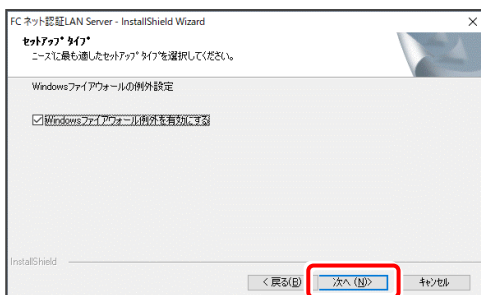 FC ネット認証LAN Server - InstallShield Wizard
セットアップ タイプ
ニーズに最も適したセットアップ タイプを選択してください。
Windowsファイアウォールの例外設定
Windowsファイアウォール例外を有効にする
InstallShield
< 戻る(B)
次へ (N)>
キャンセル